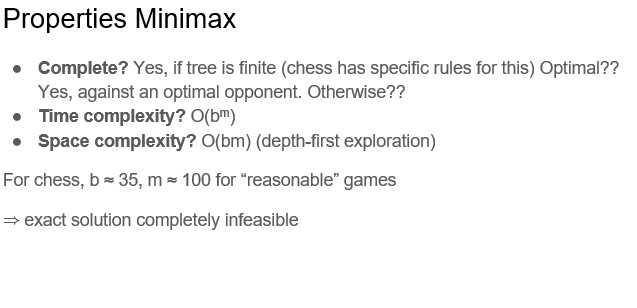 Properties Minimax
● Complete? Yes, if tree is finite (chess has specific rules for this) Optimal??
Yes, against an optimal opponent. Otherwise??
● Time complexity? O(bᵐ)
● Space complexity? O(bm) (depth-first exploration)
For chess, b ≈ 35, m ≈ 100 for “reasonable” games
⇒ exact solution completely infeasible